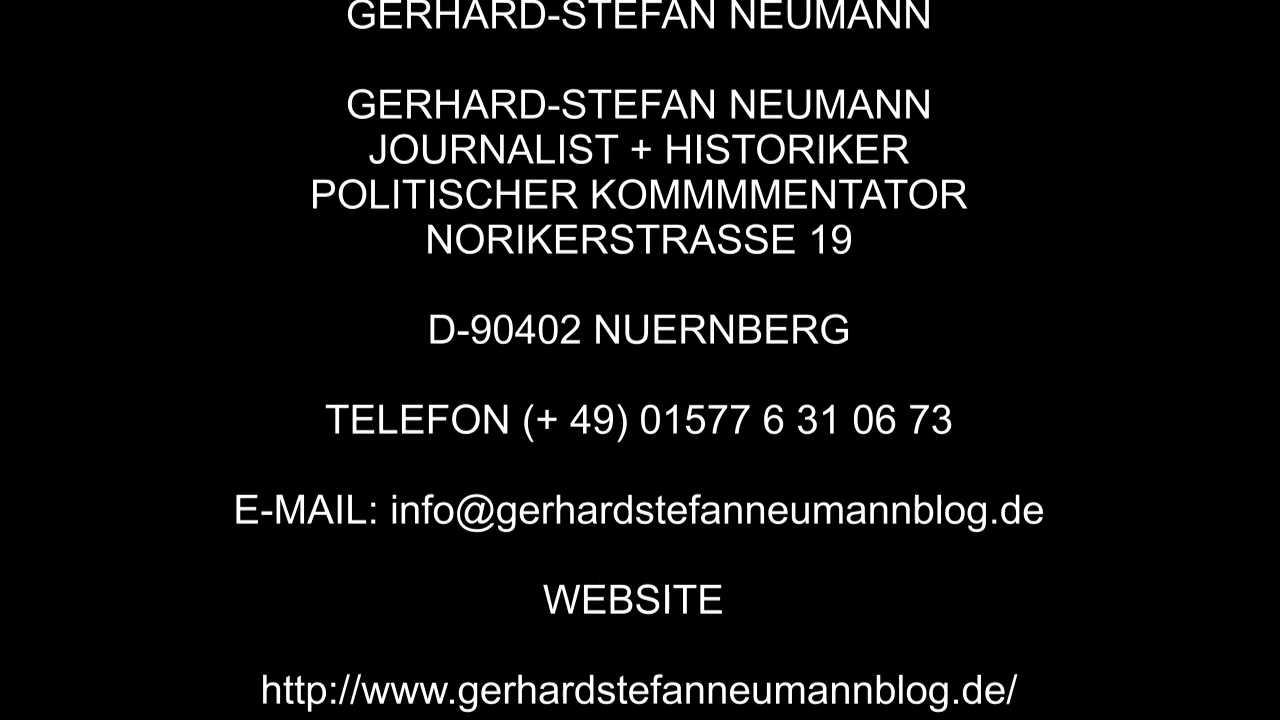 GERHARD-STEFAN NEUMANN
GERHARD-STEFAN NEUMANN
JOURNALIST + HISTORIKER
POLITISCHER KOMMMMENTATOR
NORIKERSTRASSE 19
D-90402 NUERNBERG
TELEFON (+ 49) 01577 6 31 06 73
E-MAIL: info@gerhardstefanneumannblog.de
WEBSITE
http://www.gerhardstefanneumannblog.de/